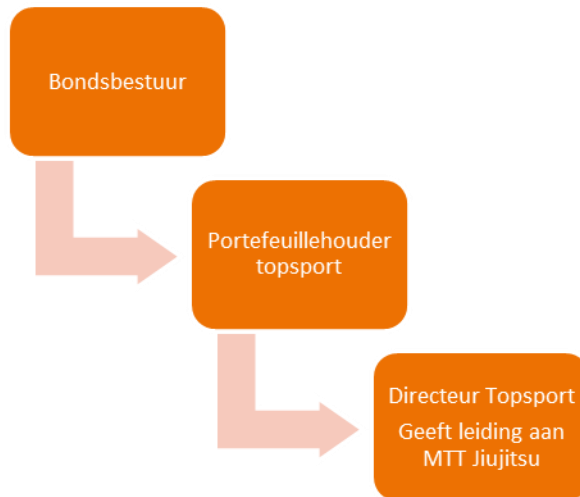 Bondsbestuur
Portefeuillehouder
topsport
Directeur Topsport
Geeft leiding aan
MTT Jiujitsu